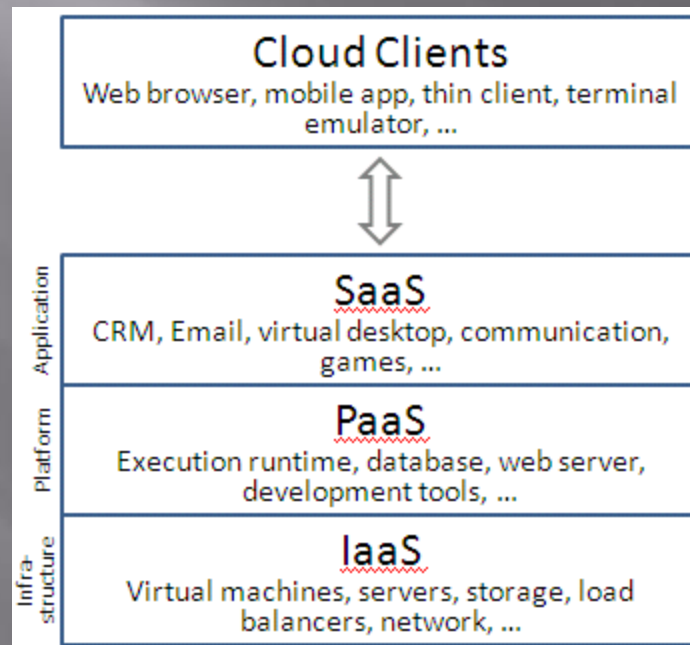 Cloud Clients
Web browser, mobile app, thin client, terminal
emulator, ...
Application
SaaS
CRM, Email, virtual desktop, communication,
games, ...
Platform
PaaS
Execution runtime, database, web server,
development tools, ...
Infra-
structure
IaaS
Virtual machines, servers, storage, load
balancers, network, ...